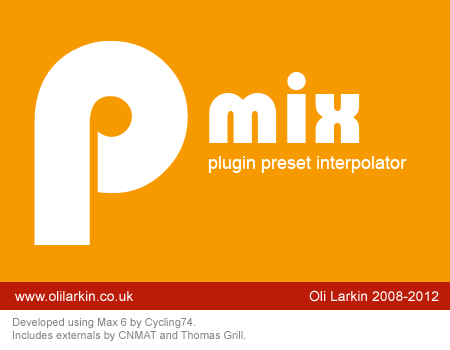 p mix
plugin preset interpolator
www.olilarkin.co.uk Oli Larkin 2008-2012
Developed using Max 6 by Cycling74.
Includes externals by CNMAT and Thomas Grill.